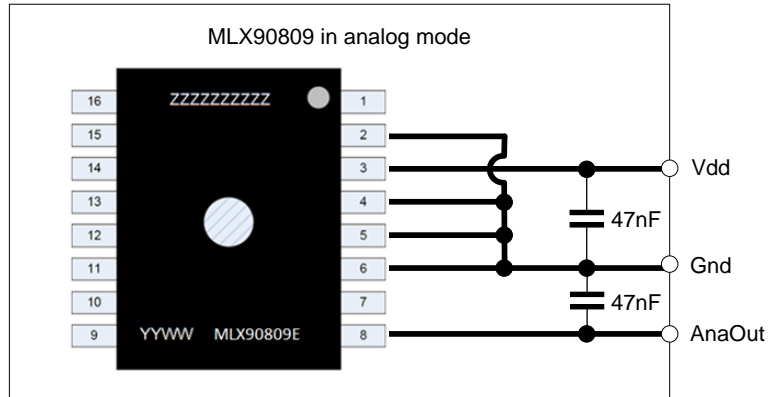 MLX90809 in analog mode
ZZZZZZZZZZ
16 1
15 2
14 3
13 4
12 5
11 6
10 7
9 8
YYWW MLX90809E
Vdd
47nF
Gnd
47nF
AnaOut